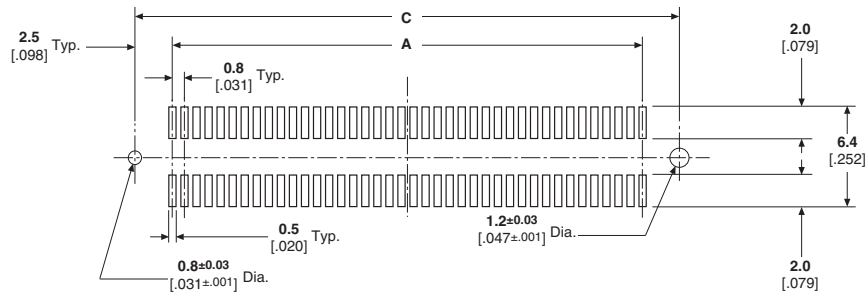 C
2.5
[.098] Typ.
A
2.0
[.079]
0.8
[.031] Typ.
6.4
[.252]
0.5
[.020] Typ.
1.2±0.03
[.047±.001] Dia.
0.8±0.03
[.031±.001] Dia.
2.0
[.079]